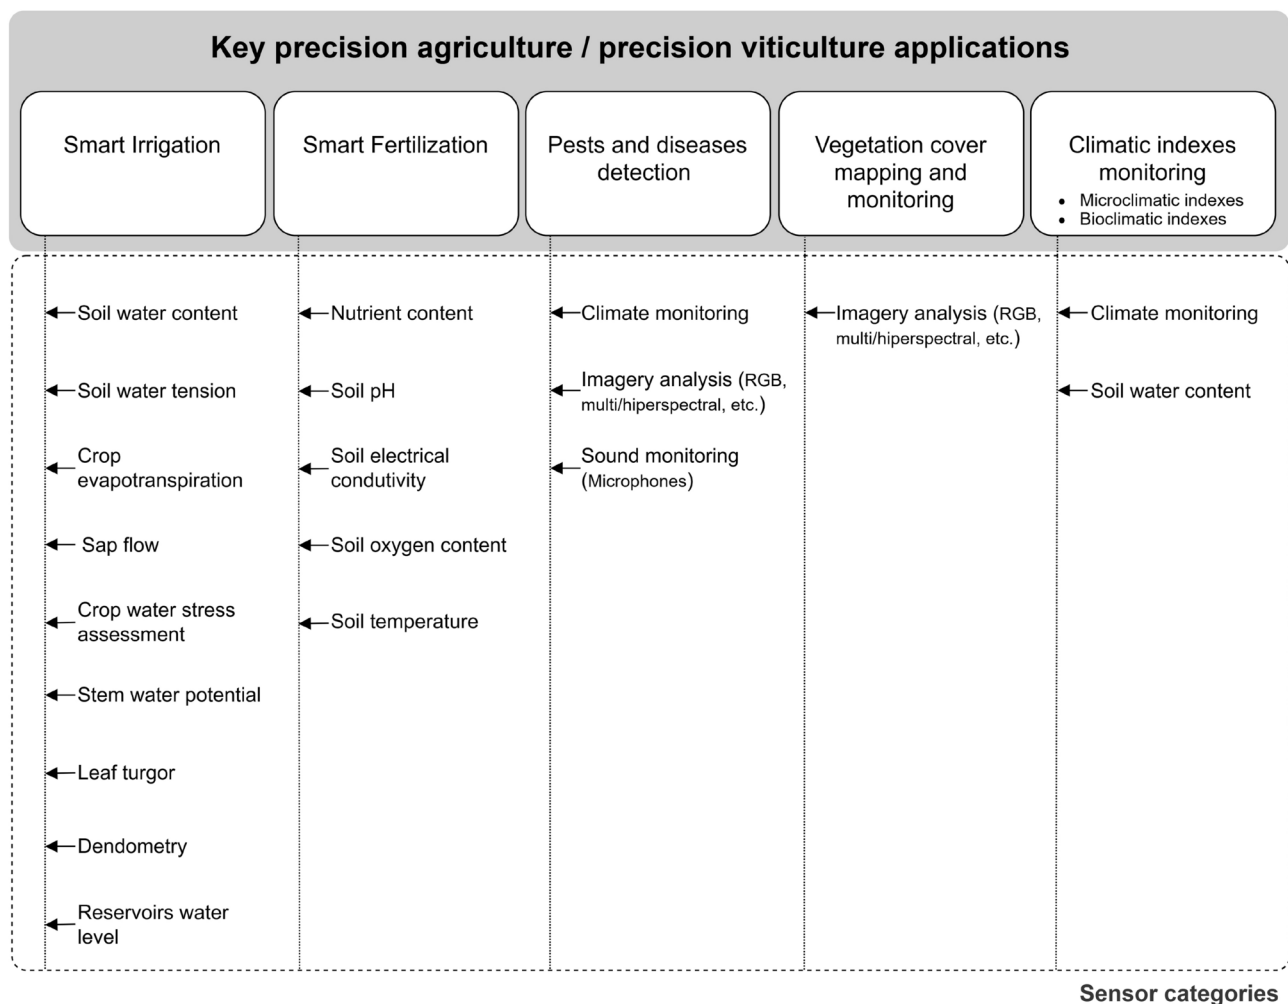 Key precision agriculture / precision viticulture applications
Smart Irrigation
Smart Fertilization
Pests and diseases
detection
Vegetation cover
mapping and
monitoring
Climatic indexes
monitoring
• Microclimatic indexes
• Bioclimatic indexes
Soil water content
Soil water tension
Crop
evapotranspiration
Sap flow
Crop water stress
assessment
Stem water potential
Leaf turgor
Dendometry
Reservoirs water
level
Nutrient content
Soil pH
Soil electrical
condutivity
Soil oxygen content
Soil temperature
Climate monitoring
Imagery analysis (RGB,
multi/hiperspectral, etc.)
Sound monitoring
(Microphones)
Imagery analysis (RGB,
multi/hiperspectral, etc.)
Climate monitoring
Soil water content
Sensor categories